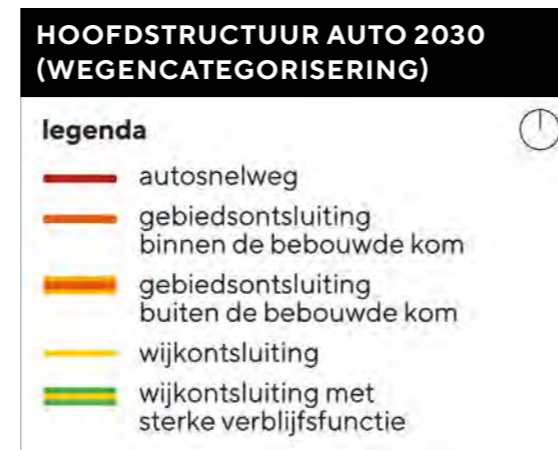 HOOFDSTRUCTUUR AUTO 2030
(WEGENCATEGORISERING)
legenda
autosnelweg
gebiedsontsluiting
binnen de bebouwde kom
gebiedsontsluiting
buiten de bebouwde kom
wijkontsluiting
wijkontsluiting met
sterke verblijfsfunctie